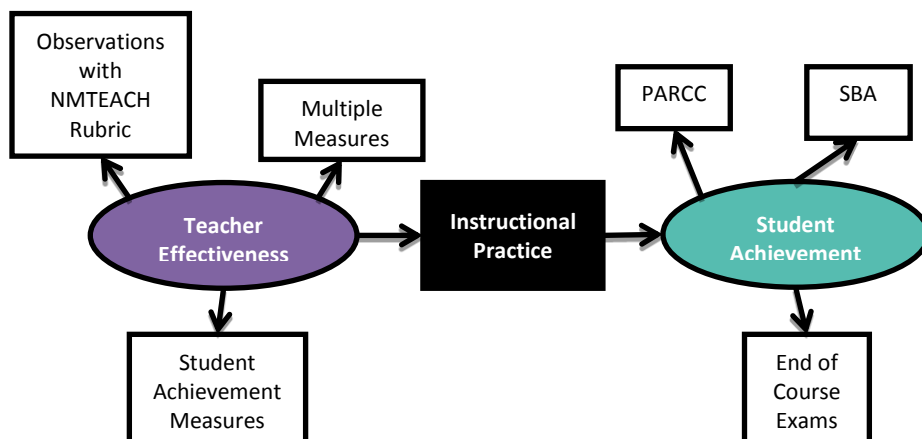 Observations
with
NMTEACH
Rubric
Multiple
Measures
PARCC
SBA
Teacher
Effectiveness
Instructional
Practice
Student
Achievement
Student
Achievement
Measures
End of
Course
Exams